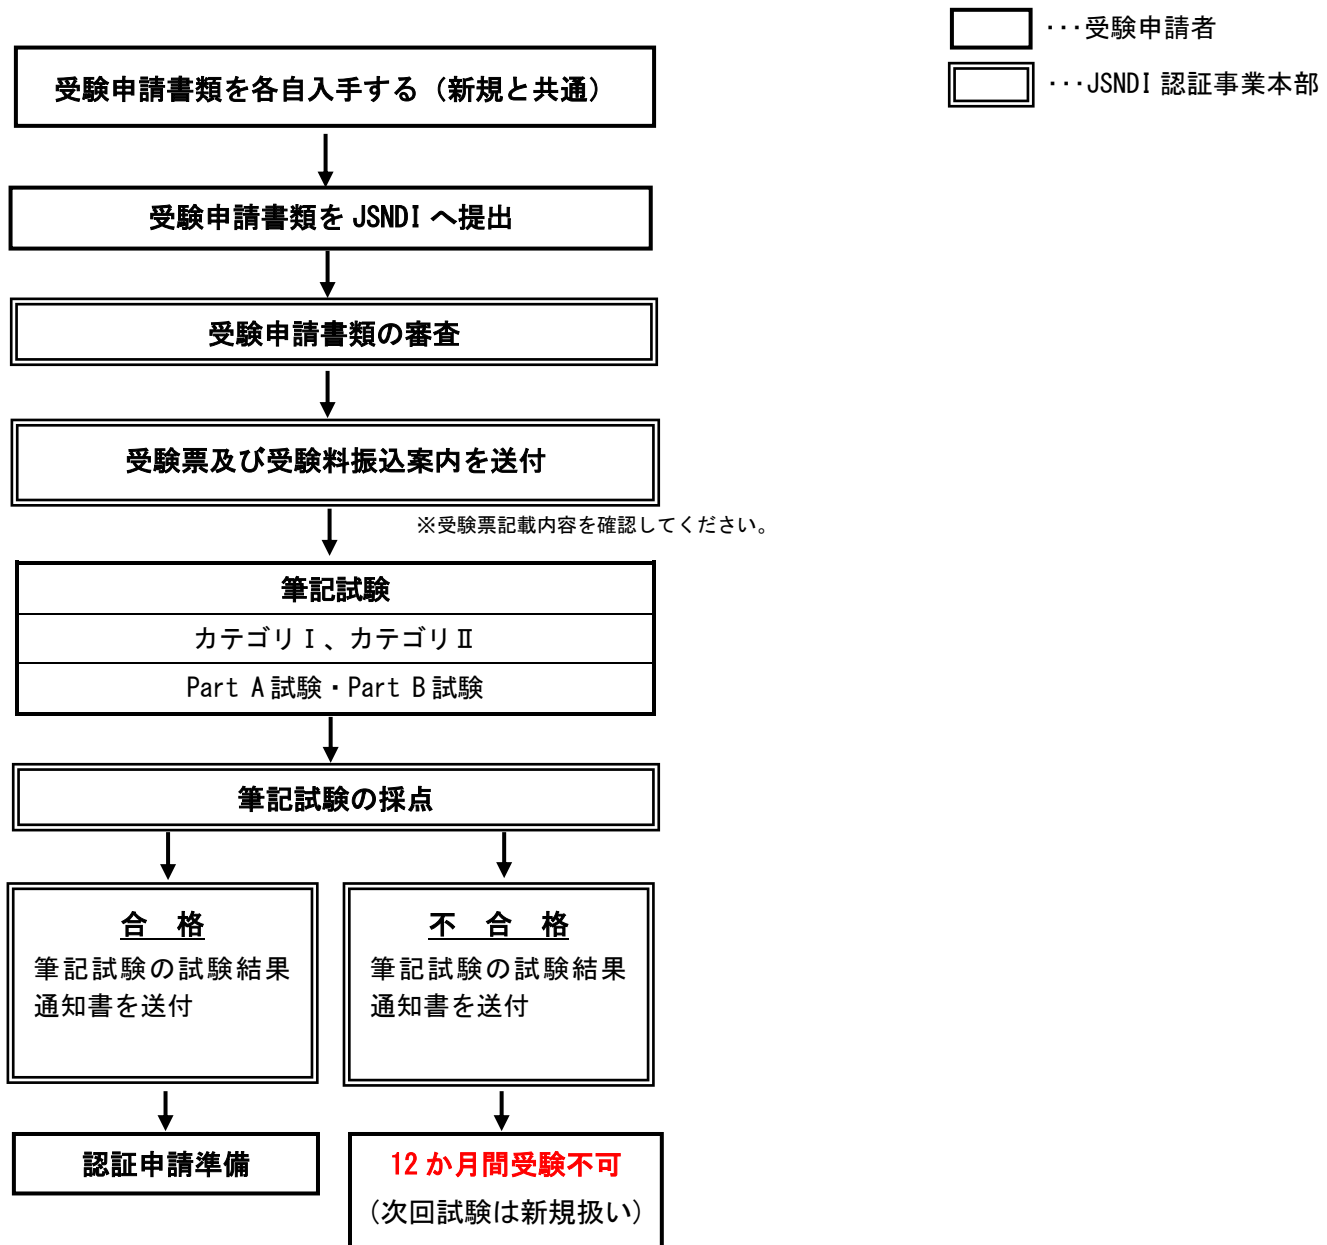 ･･･受験申請者
･･･JSNDI 認証事業本部
受験申請書類を各自入手する（新規と共通）
受験申請書類を JSNDI へ提出
受験申請書類の審査
受験票及び受験料振込案内を送付
※受験票記載内容を確認してください。
筆記試験
カテゴリⅠ、カテゴリⅡ
Part A 試験・Part B 試験
筆記試験の採点
合　格
筆記試験の試験結果
通知書を送付
不　合　格
筆記試験の試験結果
通知書を送付
認証申請準備
12 か月間受験不可
（次回試験は新規扱い）